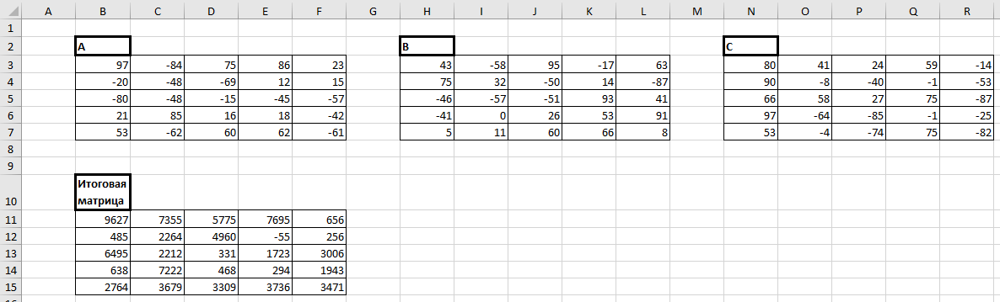 A B C D E F G H I J K L M N O P Q R
1
2 A B C
3 97 -84 75 86 23 43 -58 95 -17 63 80 41 24 59 -14
4 -20 -48 -69 12 15 75 32 -50 14 -87 90 -8 -40 -1 -53
5 -80 -48 -15 -45 -57 -46 -57 -51 93 41 66 58 27 75 -87
6 21 85 16 18 -42 -41 0 26 53 91 97 -64 -85 -1 -25
7 53 -62 60 62 -61 5 11 60 66 8 53 -4 -74 75 -82
8
9
Итоговая
10 матрица
11 9627 7355 5775 7695 656
12 485 2264 4960 -55 256
13 6495 2212 331 1723 3006
14 638 7222 468 294 1943
15 2764 3679 3309 3736 3471